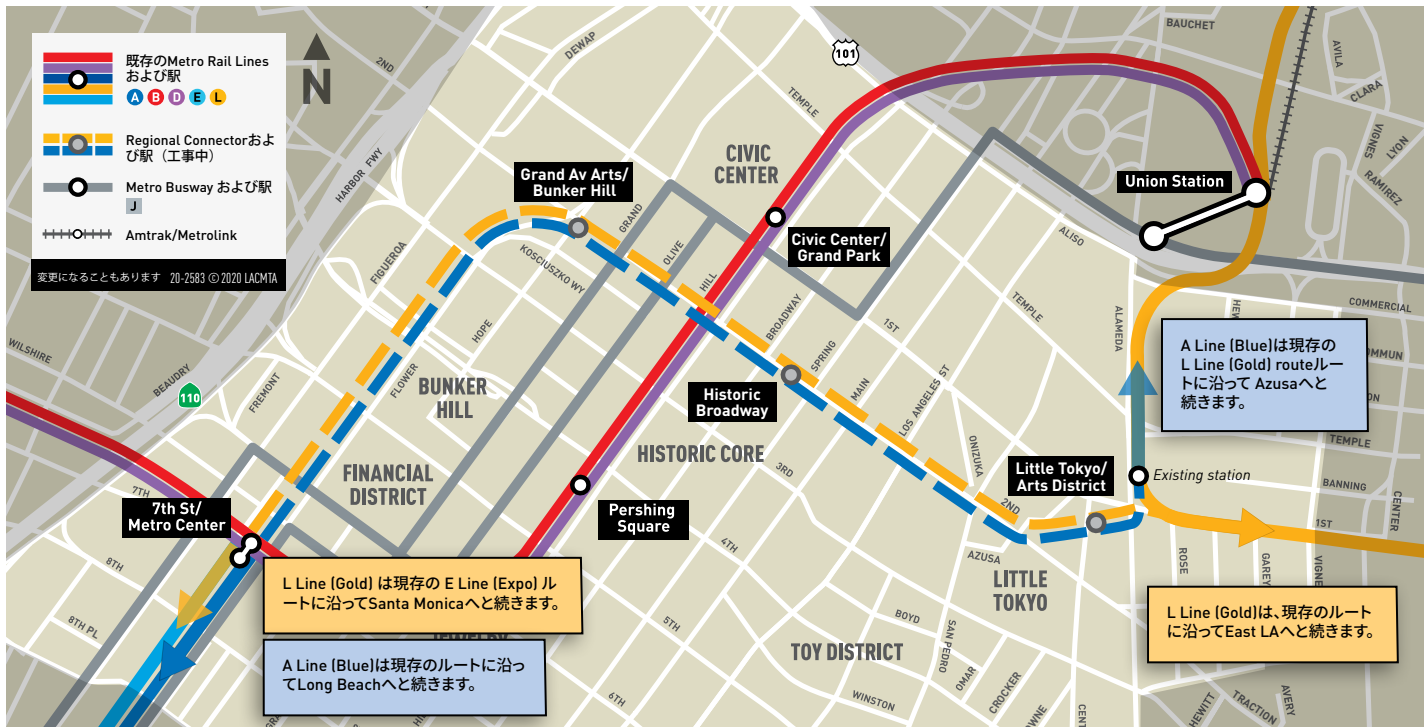 既存のMetro Rail Lines
および駅
A B D E L
Regional Connectorおよ
び駅（工事中）
Metro Busway および駅
J
Amtrak/Metrolink
変更になることもあります 20-2583 © 2020 LACMTA
N
101
110
2ND
DEWAP
HARBOR FWY
TEMPLE
BAUCHET
AVILA
CLARA
VIGNES
LYON
RAMIREZ
CIVIC
CENTER
Grand Av Arts/
Bunker Hill
Union Station
Civic Center/
Grand Park
GRAND
OLIVE
HILL
KOSCIUSZKO WY
FIGUEROA
HOPE
FLOWER
FREMONT
BEAUDRY
WILSHIRE
ALISO
TEMPLE
ALAMEDA
COMMERCIAL
BROADWAY
SPRING
MAIN
1ST
LOS ANGELES ST
A Line (Blue)は現存の
L Line (Gold) routeルー
トに沿って Azusaへと
続きます。
TEMPLE
BUNKER
HILL
Historic
Broadway
HISTORIC CORE
FINANCIAL
DISTRICT
ONIZUKA
3RD
2ND
Little Tokyo/
Arts District
Existing station
BANNING
CENTER
1ST
7TH
7th St/
Metro Center
Pershing
Square
8TH
8TH PL
4TH
5TH
6TH
AZUSA
LITTLE
TOKYO
ROSE
GAREY
L Line (Gold) は現存の E Line (Expo) ル
ートに沿ってSanta Monicaへと続きます。
L Line (Gold)は、現存のルート
に沿ってEast LAへと続きます。
A Line (Blue)は現存のルートに沿っ
てLong Beachへと続きます。
BOYD
SAN PEDRO
OMAR
CROCKER
TOY DISTRICT
WINSTON
HEWITT
TRACTION
AVERY